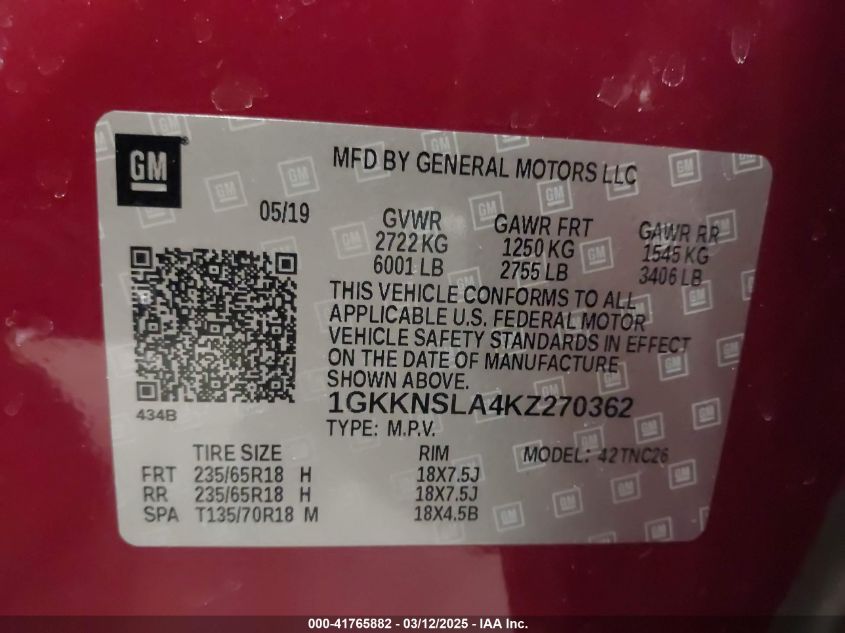 GM
MFD BY GENERAL MOTORS LLC
05/19
GVWR GAWR FRT GAWR RR
2722 KG 1250 KG 1545 KG
6001 LB 2755 LB 3406 LB
THIS VEHICLE CONFORMS TO ALL
APPLICABLE U.S. FEDERAL MOTOR
VEHICLE SAFETY STANDARDS IN EFFECT
ON THE DATE OF MANUFACTURE
SHOWN ABOVE.
434B
1GKKNSLA4KZ270362
TYPE: M.P.V.
TIRE SIZE RIM MODEL: 42TNC26
FRT 235/65R18 H 18X7.5J
RR 235/65R18 H 18X7.5J
SPA T135/70R18 M 18X4.5B
000-41765882 - 03/12/2025 - IAA Inc.